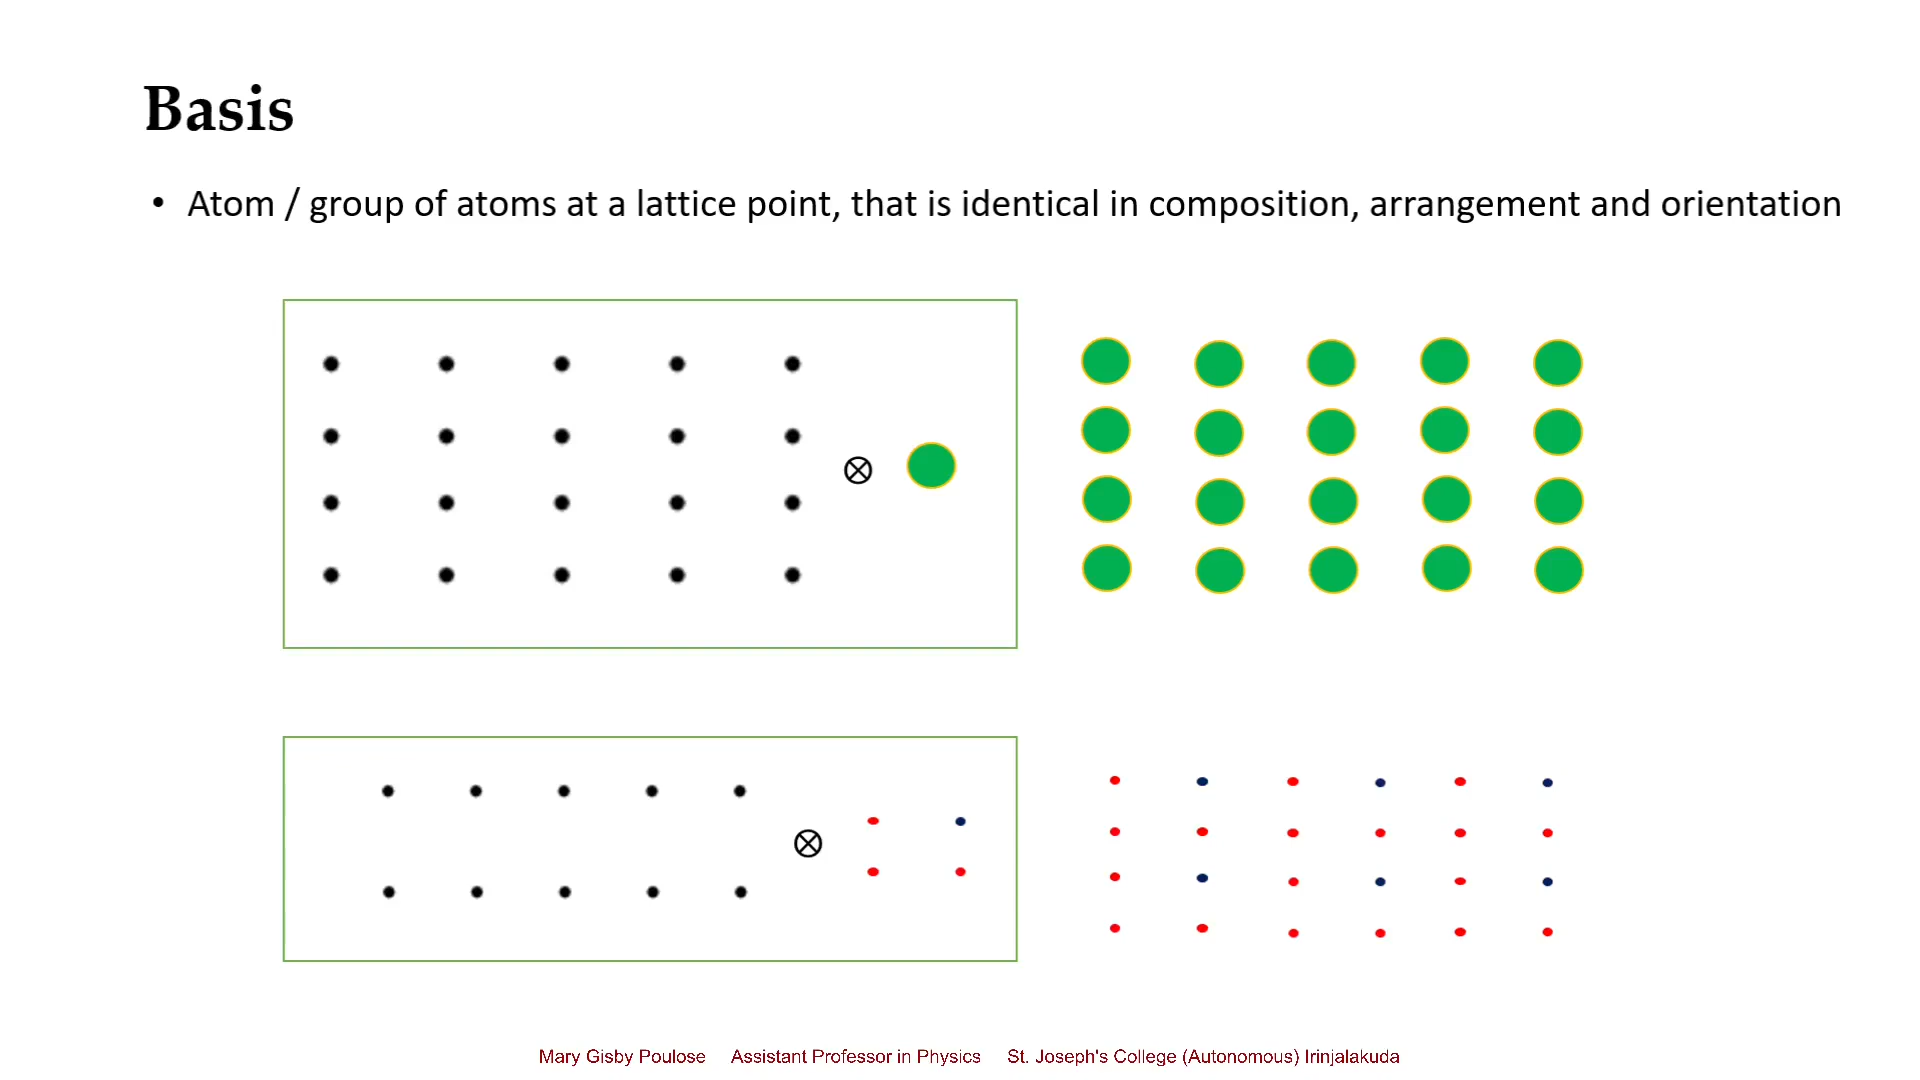 Basis
• Atom / group of atoms at a lattice point, that is identical in composition, arrangement and orientation
Mary Gisby Poulose Assistant Professor in Physics St. Joseph's College (Autonomous) Irinjalakuda